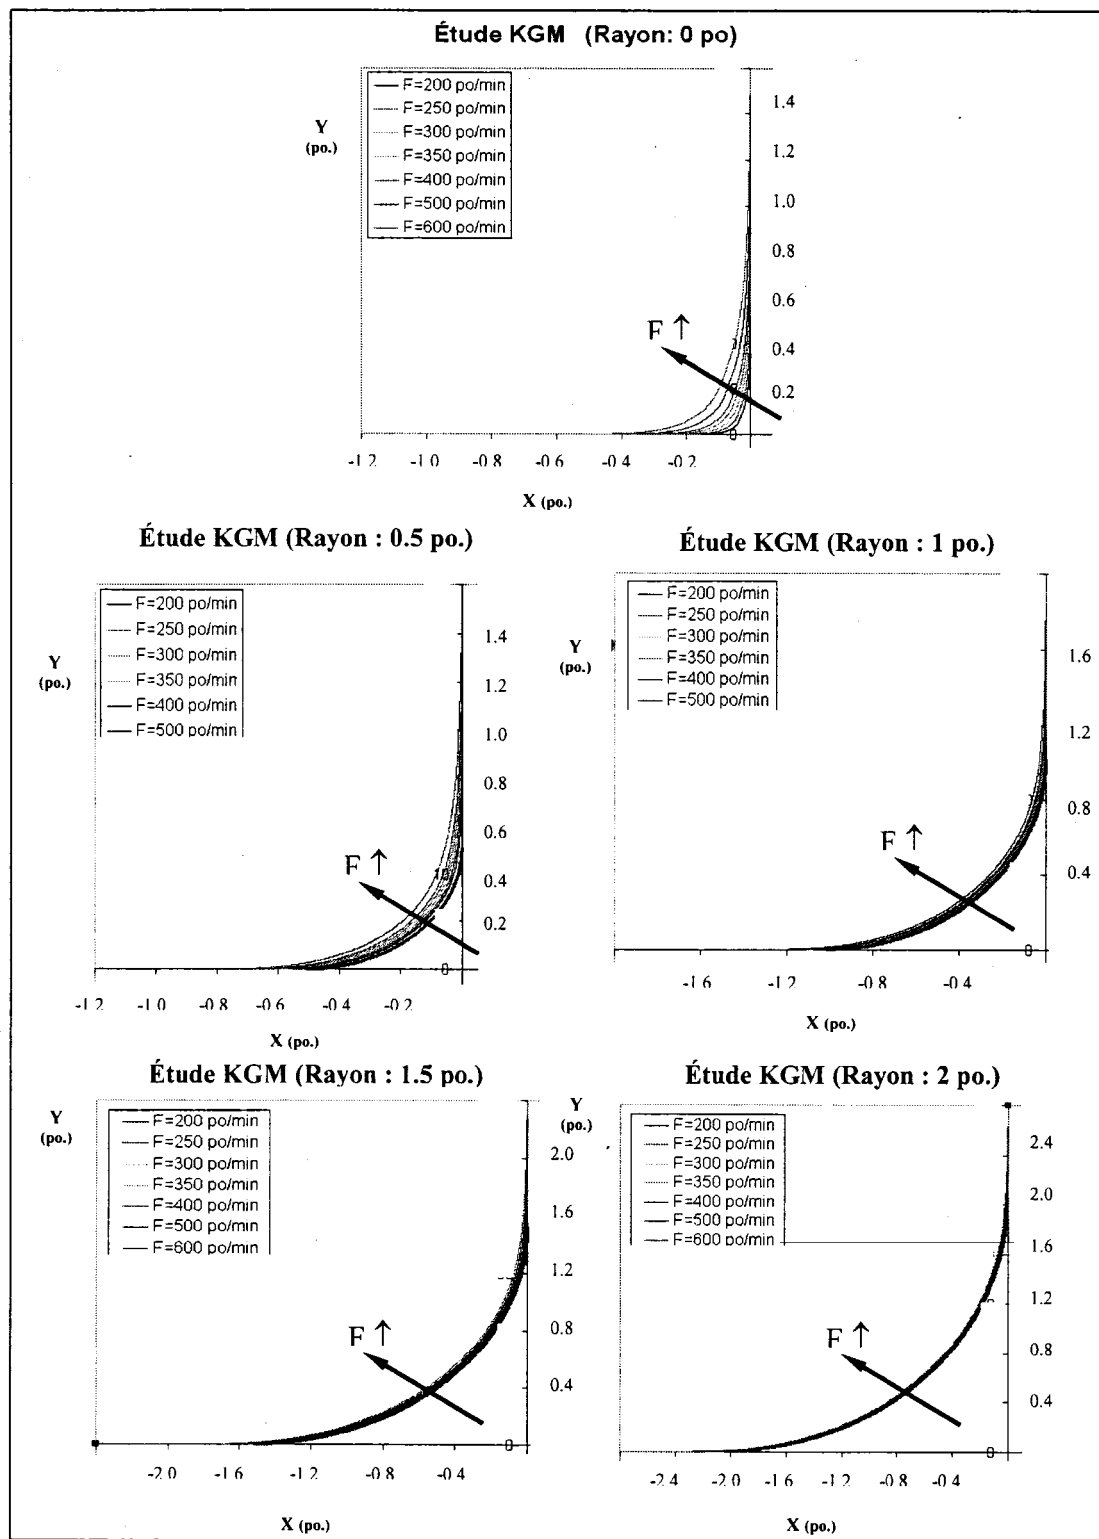 Étude KGM (Rayon: 0 po)
F=200 po/min
F=250 po/min
F=300 po/min
F=350 po/min
F=400 po/min
F=500 po/min
F=600 po/min
Y
(po.)
1.4
1.2
1.0
0.8
0.6
0.4
0.2
0
F ↑
-1.2 -1.0 -0.8 -0.6 -0.4 -0.2
X (po.)
Étude KGM (Rayon : 0.5 po.)
F=200 po/min
F=250 po/min
F=300 po/min
F=350 po/min
F=400 po/min
F=500 po/min
Y
(po.)
1.4
1.2
1.0
0.8
0.6
0.4
0.2
0
F ↑
-1.2 -1.0 -0.8 -0.6 -0.4 -0.2
X (po.)
Étude KGM (Rayon : 1 po.)
F=200 po/min
F=250 po/min
F=300 po/min
F=350 po/min
F=400 po/min
F=500 po/min
Y
(po.)
1.6
1.2
0.8
0.4
0
F ↑
-1.6 -1.2 -0.8 -0.4
X (po.)
Étude KGM (Rayon : 1.5 po.)
F=200 po/min
F=250 po/min
F=300 po/min
F=350 po/min
F=400 po/min
F=500 po/min
F=600 po/min
Y
(po.)
2.0
1.6
1.2
0.8
0.4
0
F ↑
-2.0 -1.6 -1.2 -0.8 -0.4
X (po.)
Étude KGM (Rayon : 2 po.)
F=200 po/min
F=250 po/min
F=300 po/min
F=350 po/min
F=400 po/min
F=500 po/min
F=600 po/min
Y
(po.)
2.4
2.0
1.6
1.2
0.8
0.4
0
F ↑
-2.4 -2.0 -1.6 -1.2 -0.8 -0.4
X (po.)